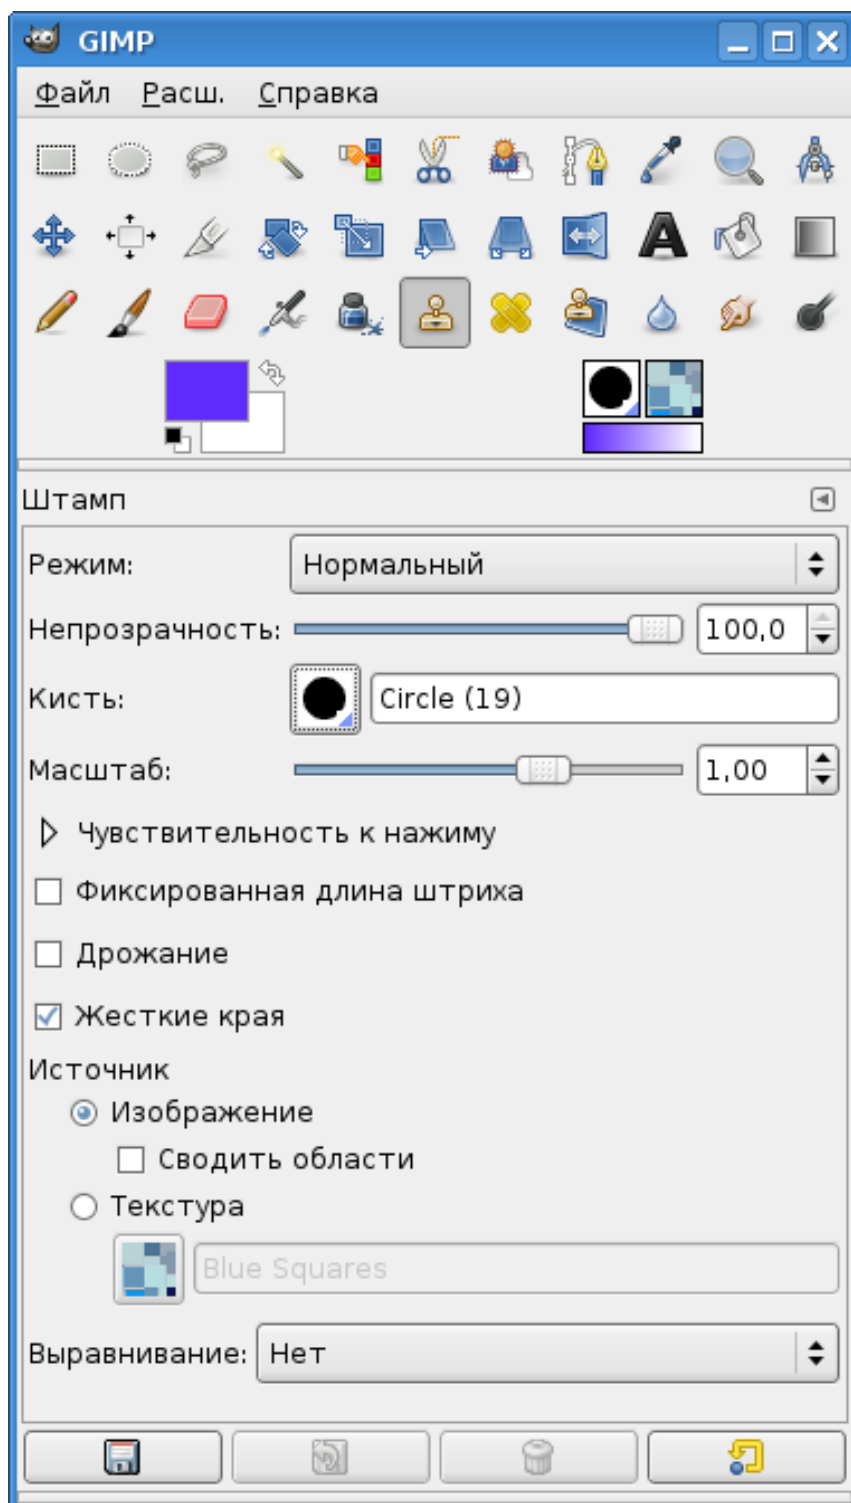 GIMP
Файл Расш. Справка
Штамп
Режим: Нормальный
Непрозрачность: 100,0
Кисть: Circle (19)
Масштаб: 1,00
Чувствительность к нажиму
Фиксированная длина штриха
Дрожание
Жесткие края
Источник
Изображение
Сводить области
Текстура
Blue Squares
Выравнивание: Нет